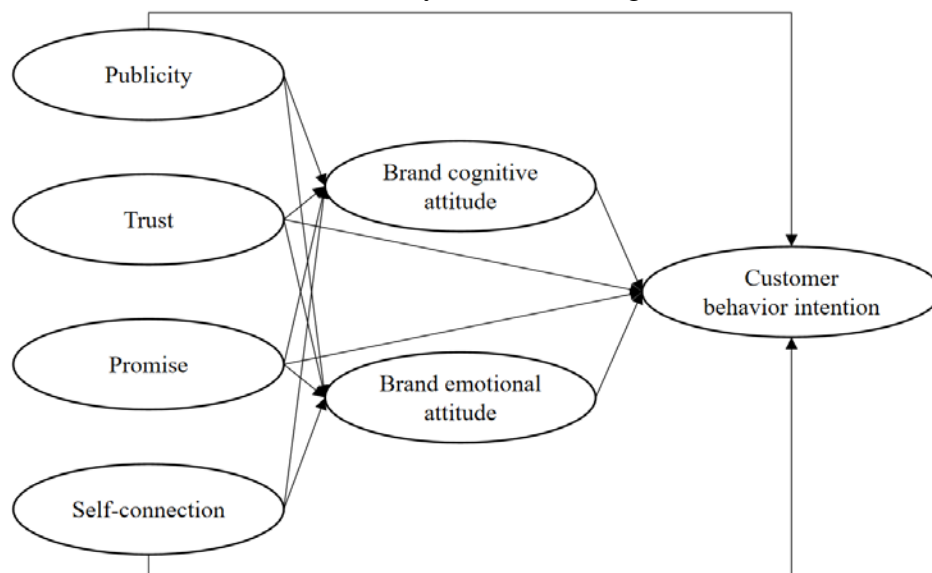 Publicity
Brand cognitive
attitude
Trust
Customer
behavior intention
Promise
Brand emotional
attitude
Self-connection